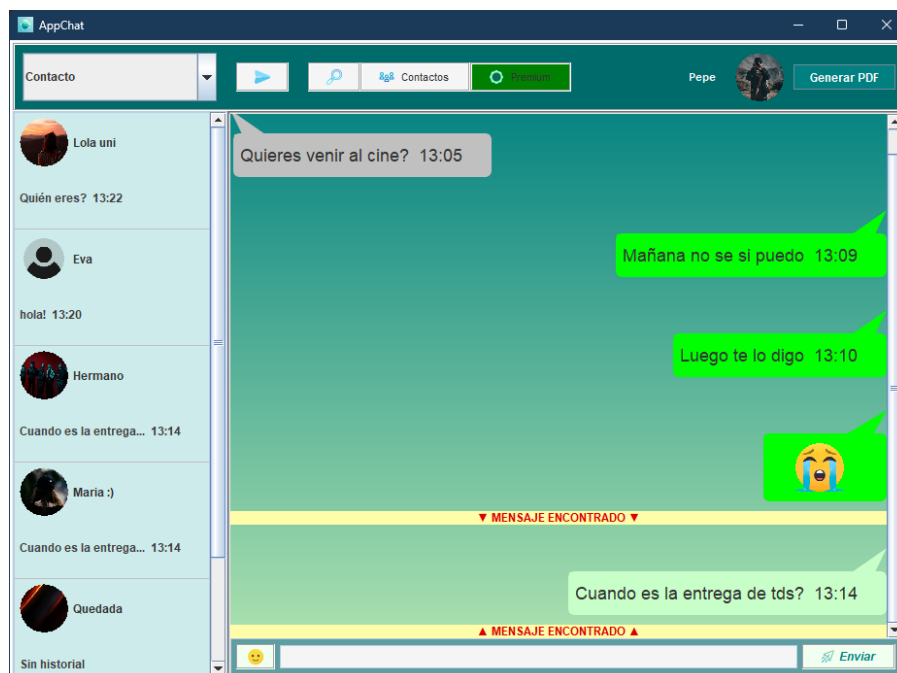 AppChat
Contacto
Contactos
Premium
Pepe
Generar PDF
Lola uni
Quién eres? 13:22
Eva
hola! 13:20
Hermano
Cuando es la entrega... 13:14
Maria :)
Cuando es la entrega... 13:14
Quedada
Sin historial
Quieres venir al cine? 13:05
Mañana no se si puedo 13:09
Luego te lo digo 13:10
▼ MENSAJE ENCONTRADO ▼
Cuando es la entrega de tds? 13:14
▲ MENSAJE ENCONTRADO ▲
Enviar